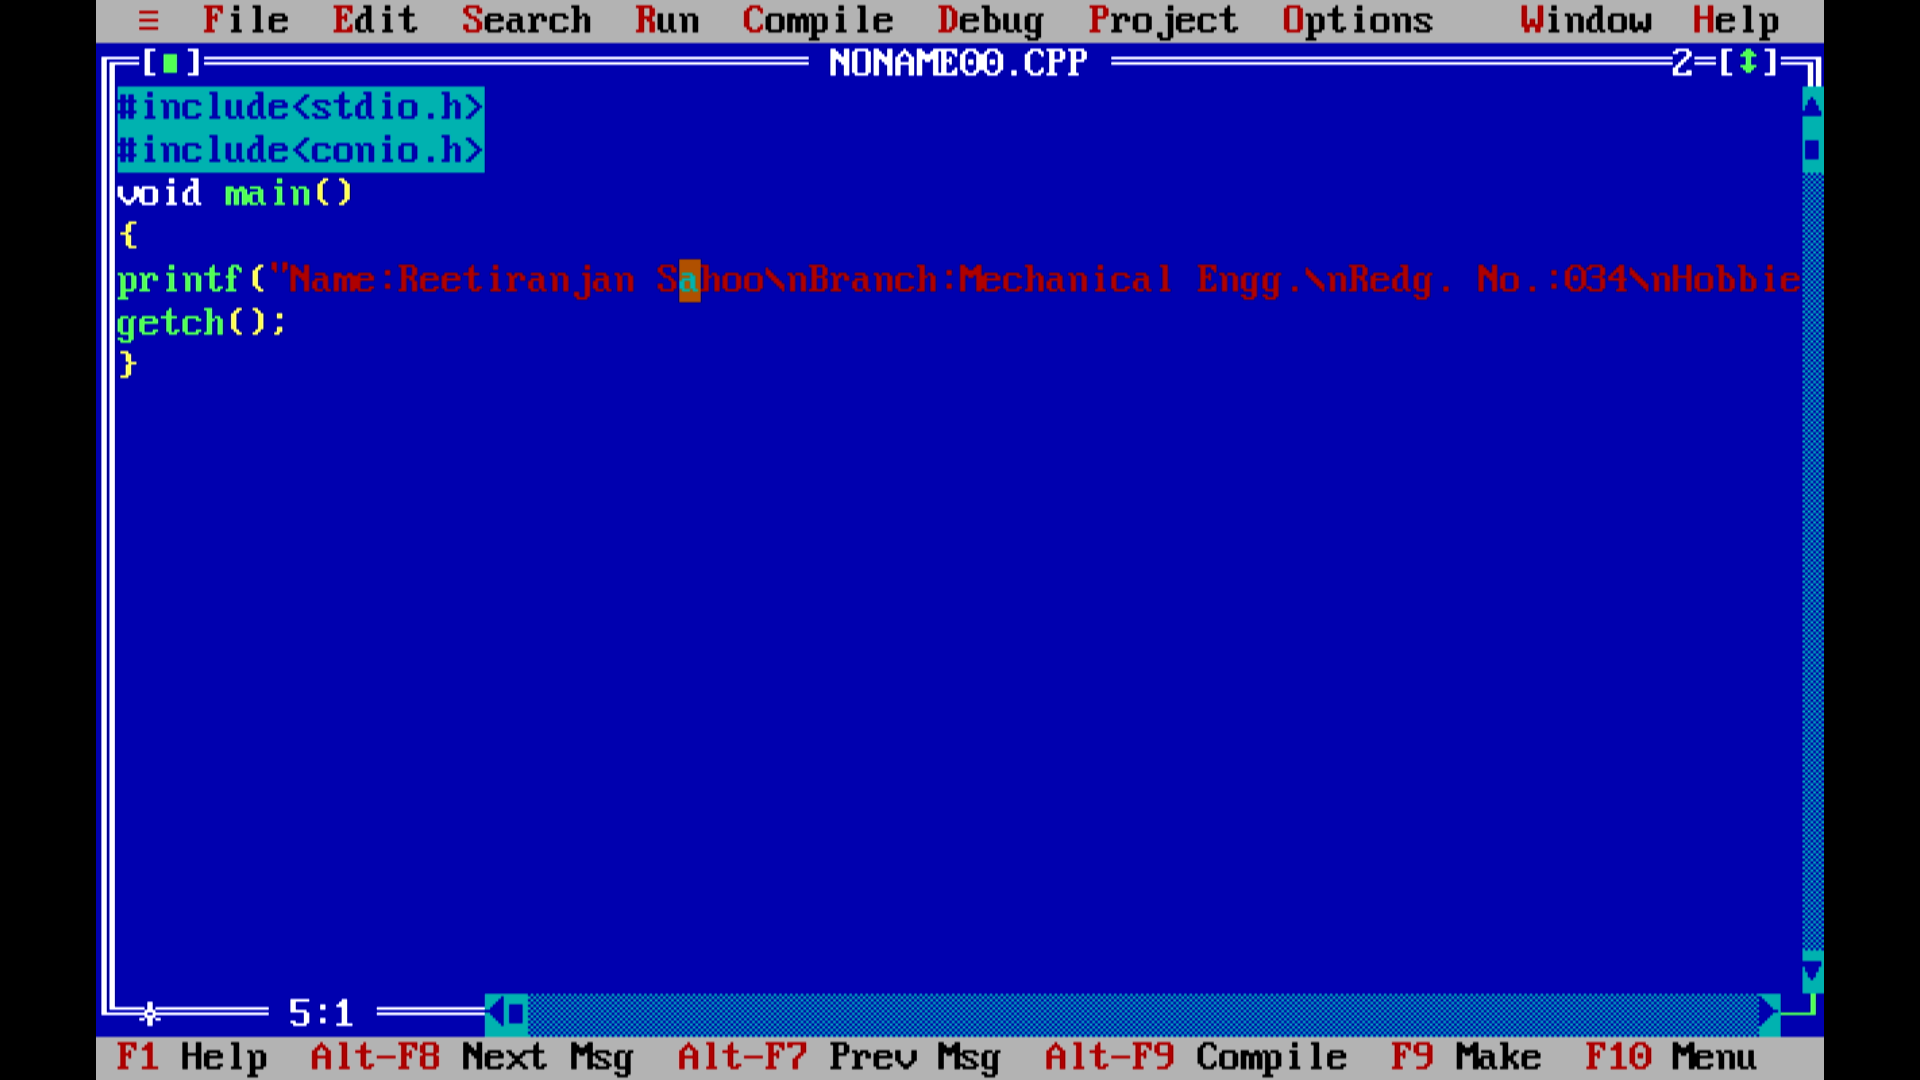 ≡ File Edit Search Run Compile Debug Project Options Window Help
[■] NONAME00.CPP 2=[↕]
#include<stdio.h>
#include<conio.h>
void main()
{
printf("Name:Reetiranjan Sahoo\nBranch:Mechanical Engg.\nRedg. No.:034\nHobbie
getch();
}
5:1
F1 Help Alt-F8 Next Msg Alt-F7 Prev Msg Alt-F9 Compile F9 Make F10 Menu